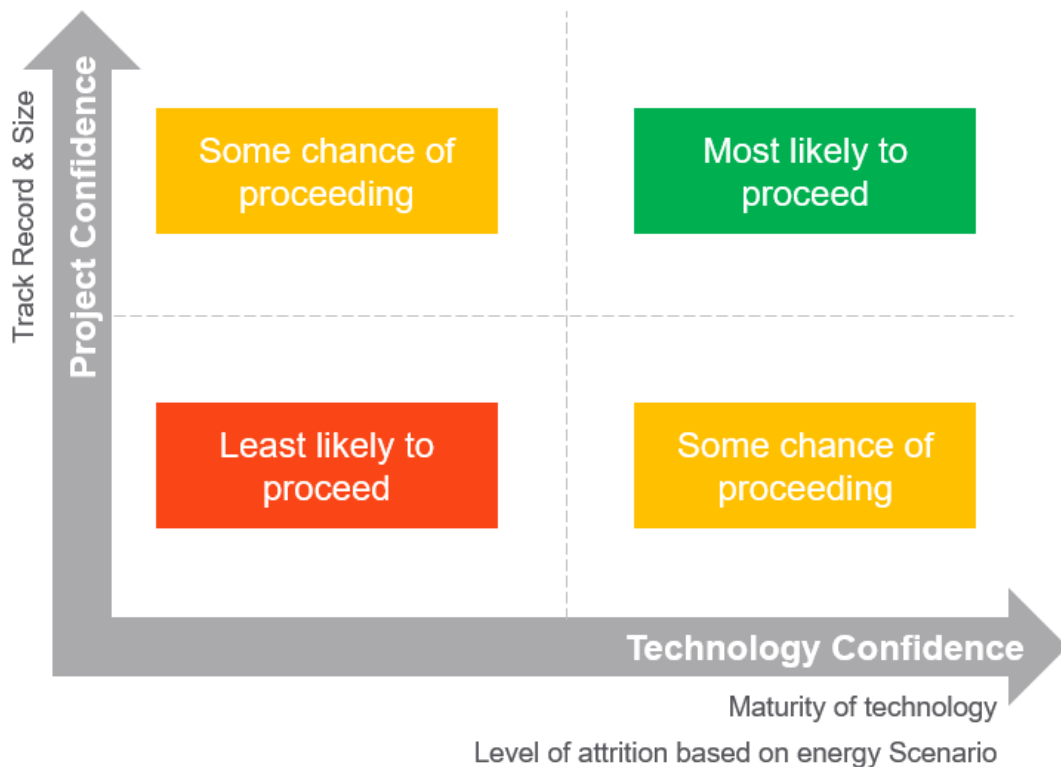 Track Record & Size
Project Confidence
Some chance of
proceeding
Most likely to
proceed
Least likely to
proceed
Some chance of
proceeding
Technology Confidence
Maturity of technology
Level of attrition based on energy Scenario